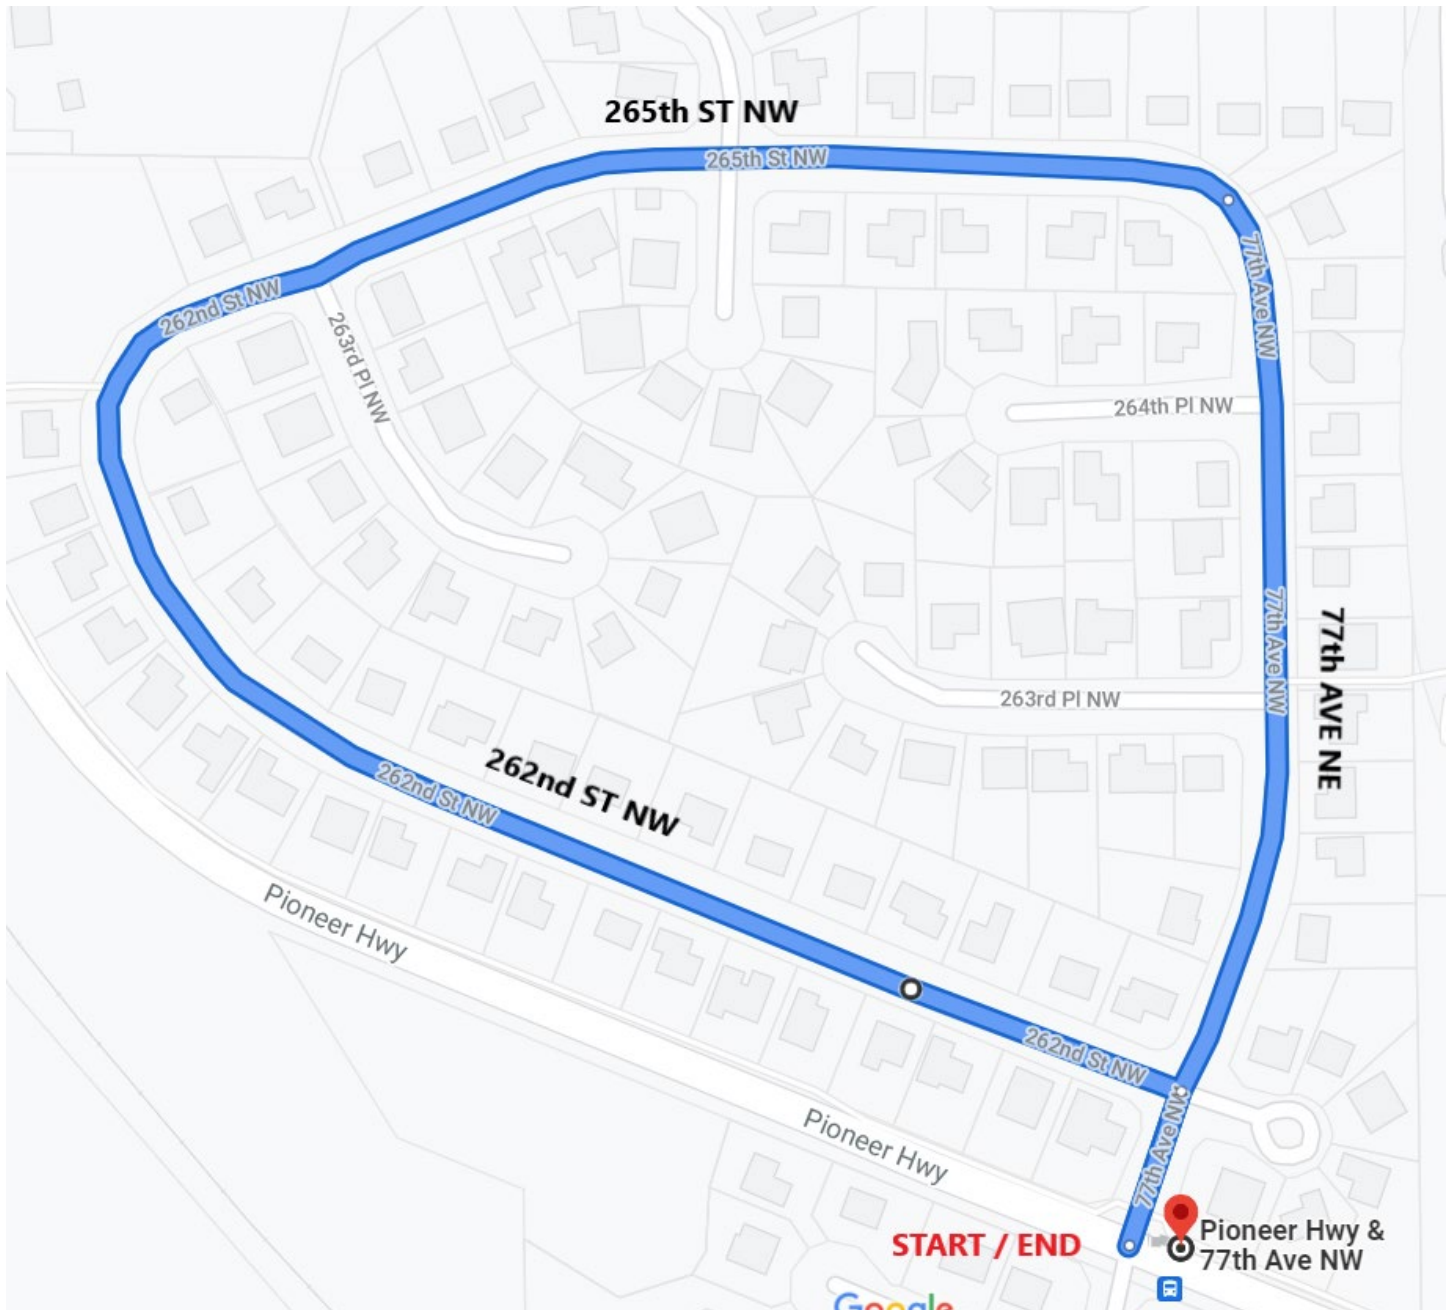 265th ST NW
265th St NW
262nd St NW
263rd Pl NW
77th Ave NW
264th Pl NW
77th Ave NW
77th AVE NE
263rd Pl NW
262nd ST NW
262nd St NW
Pioneer Hwy
262nd St NW
Pioneer Hwy
77th Ave NW
START / END
Pioneer Hwy &
77th Ave NW
Google